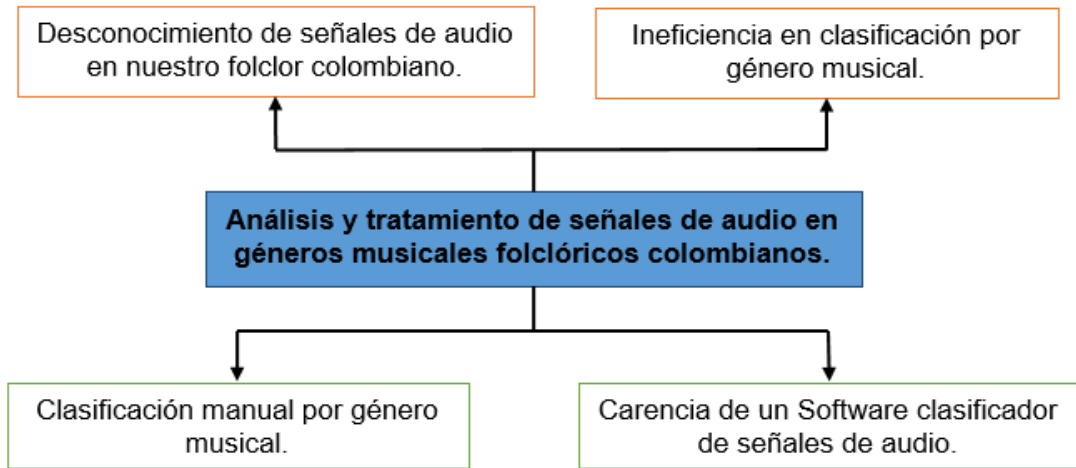 Desconocimiento de señales de audio
en nuestro folclor colombiano.
Ineficiencia en clasificación por
género musical.
Análisis y tratamiento de señales de audio en
géneros musicales folclóricos colombianos.
Clasificación manual por género
musical.
Carencia de un Software clasificador
de señales de audio.